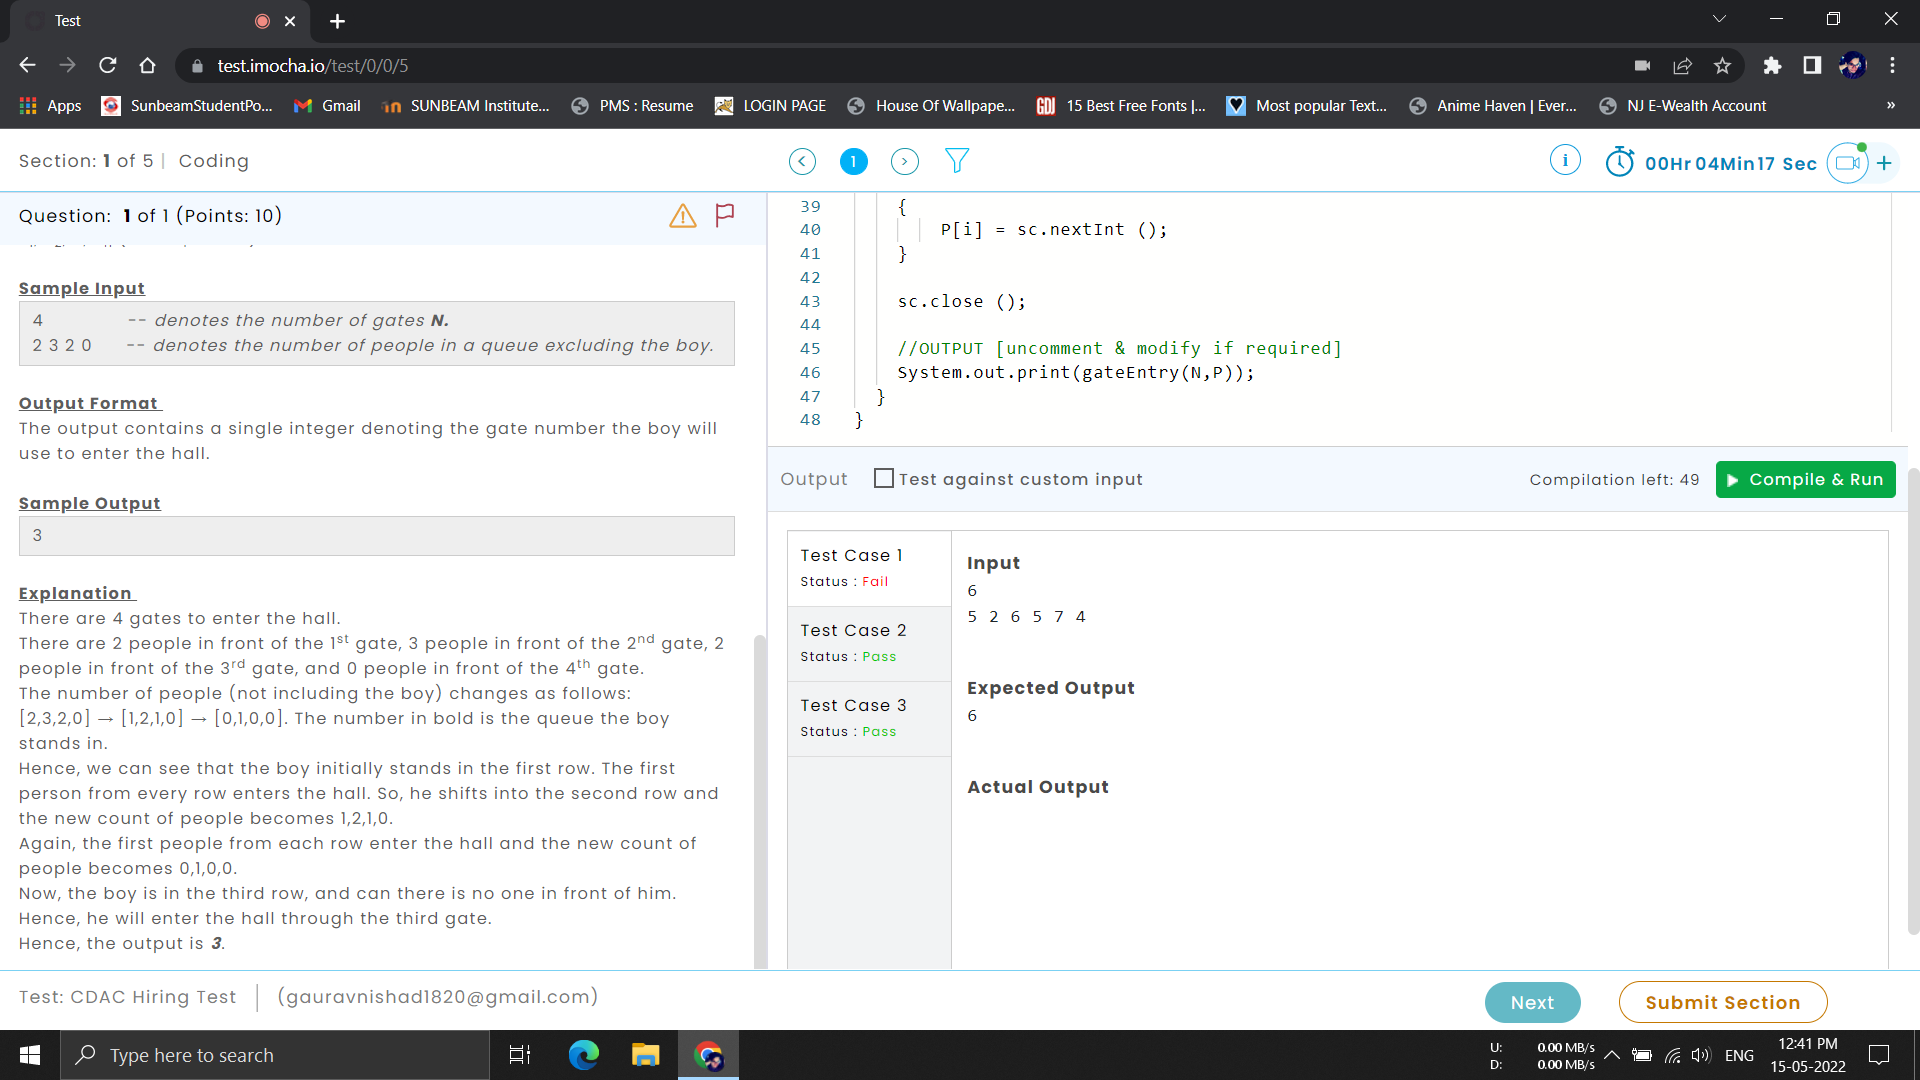 Test
test.imocha.io/test/0/0/5
Apps
SunbeamStudentPo...
Gmail
SUNBEAM Institute...
PMS : Resume
LOGIN PAGE
House Of Wallpape...
GD!
15 Best Free Fonts |...
Most popular Text...
Anime Haven | Ever...
NJ E-Wealth Account
»
Section: 1 of 5 | Coding
1
i
00Hr 04Min17 Sec
Question: 1 of 1 (Points: 10)
Sample Input
4 -- denotes the number of gates N.
2 3 2 0 -- denotes the number of people in a queue excluding the boy.
Output Format
The output contains a single integer denoting the gate number the boy will
use to enter the hall.
Sample Output
3
Explanation
There are 4 gates to enter the hall.
There are 2 people in front of the 1st gate, 3 people in front of the 2nd gate, 2
people in front of the 3rd gate, and 0 people in front of the 4th gate.
The number of people (not including the boy) changes as follows:
[2,3,2,0] → [1,2,1,0] → [0,1,0,0]. The number in bold is the queue the boy
stands in.
Hence, we can see that the boy initially stands in the first row. The first
person from every row enters the hall. So, he shifts into the second row and
the new count of people becomes 1,2,1,0.
Again, the first people from each row enter the hall and the new count of
people becomes 0,1,0,0.
Now, the boy is in the third row, and can there is no one in front of him.
Hence, he will enter the hall through the third gate.
Hence, the output is 3.
39 {
40 P[i] = sc.nextInt ();
41 }
42
43 sc.close ();
44
45 //OUTPUT [uncomment & modify if required]
46 System.out.print(gateEntry(N,P));
47 }
48 }
Output
Test against custom input
Compilation left: 49
Compile & Run
Test Case 1
Status : Fail
Test Case 2
Status : Pass
Test Case 3
Status : Pass
Input
6
5 2 6 5 7 4
Expected Output
6
Actual Output
Test: CDAC Hiring Test
(gauravnishad1820@gmail.com)
Next
Submit Section
Type here to search
U: 0.00 MB/s
D: 0.00 MB/s
ENG
12:41 PM
15-05-2022